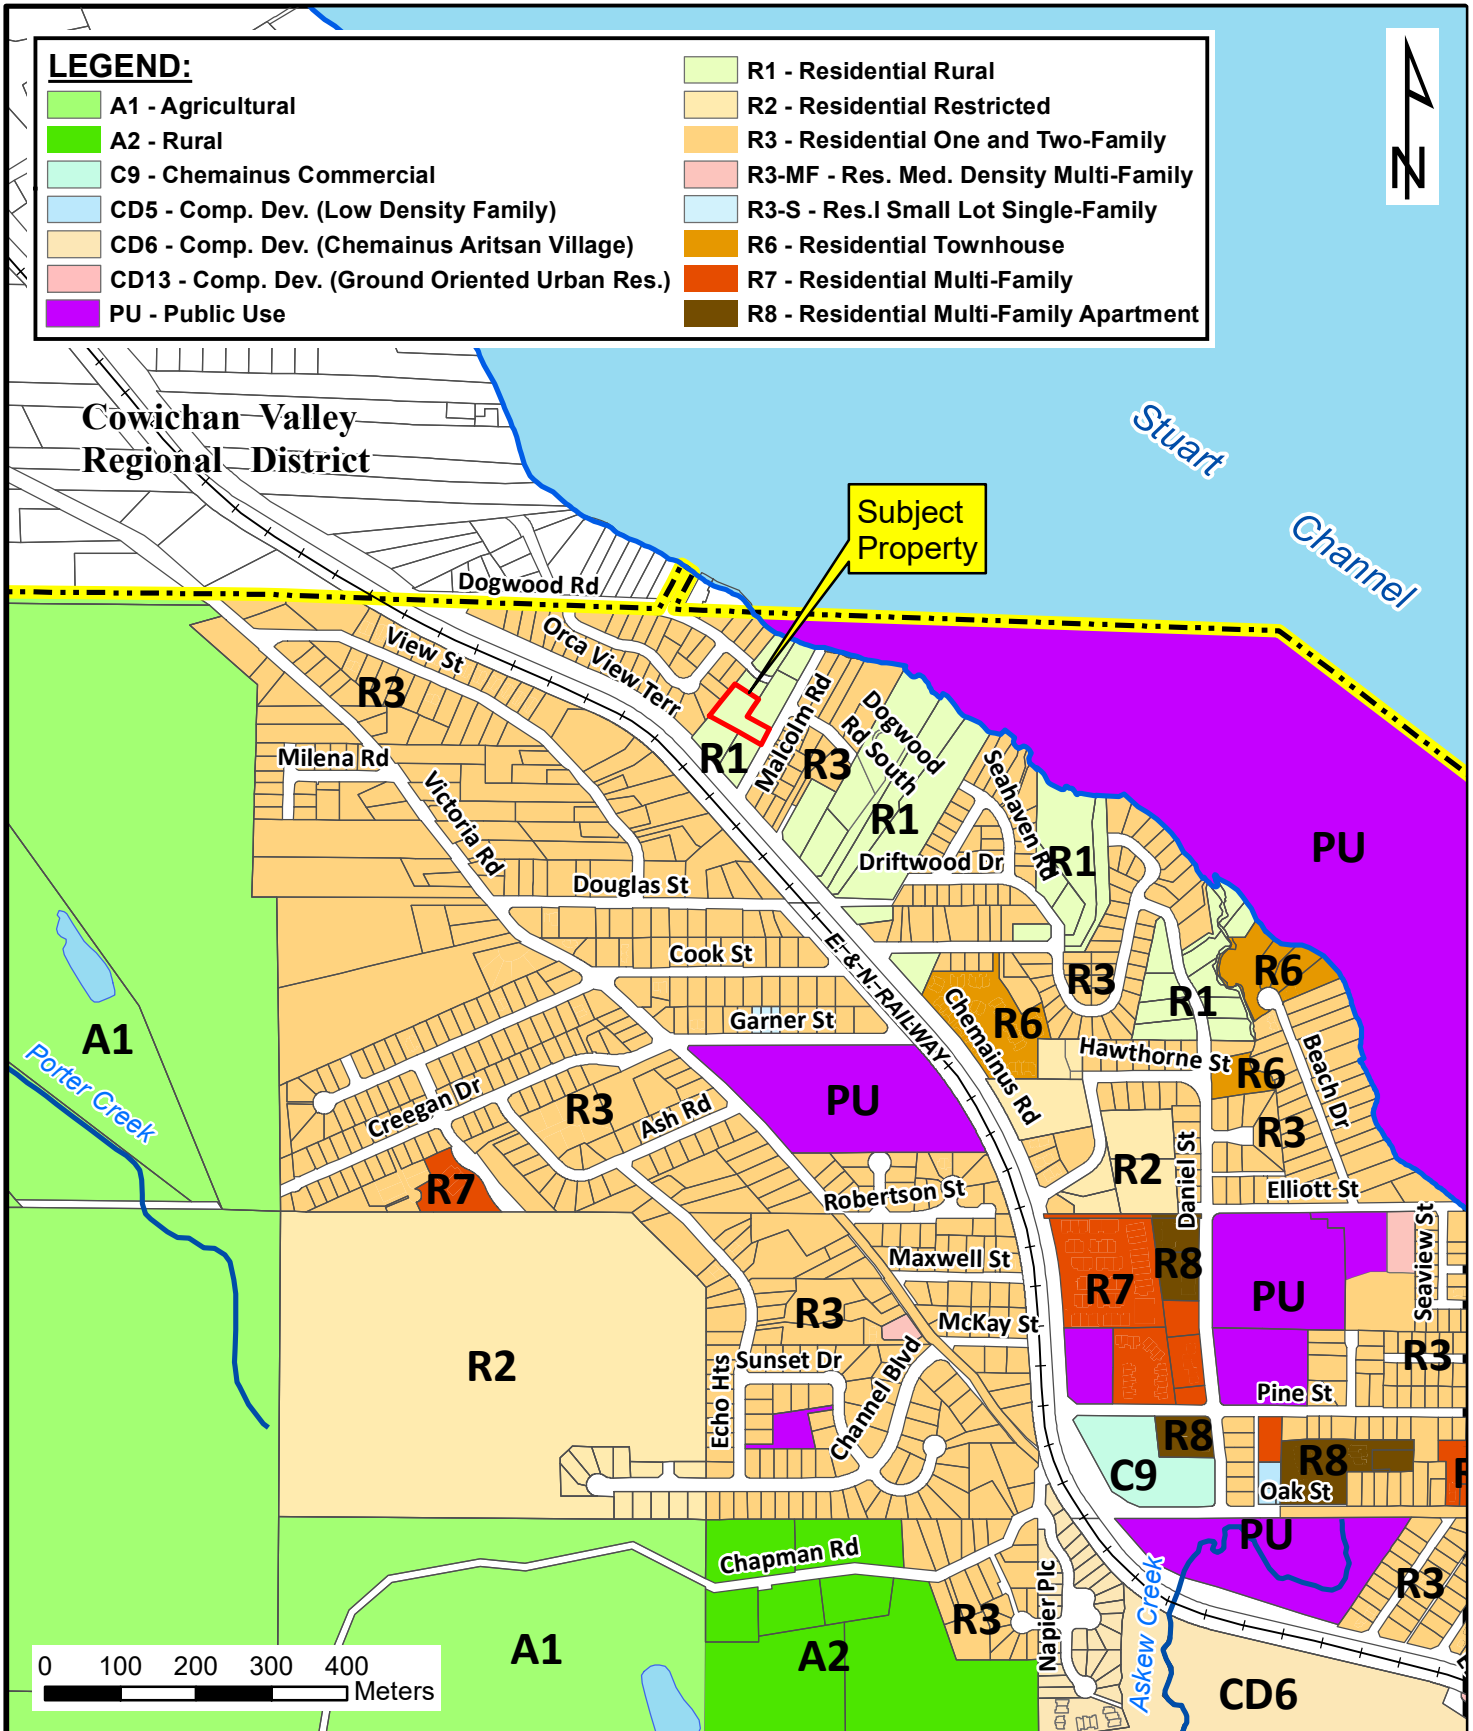 LEGEND:
A1 - Agricultural
A2 - Rural
C9 - Chemainus Commercial
CD5 - Comp. Dev. (Low Density Family)
CD6 - Comp. Dev. (Chemainus Aritsan Village)
CD13 - Comp. Dev. (Ground Oriented Urban Res.)
PU - Public Use
R1 - Residential Rural
R2 - Residential Restricted
R3 - Residential One and Two-Family
R3-MF - Res. Med. Density Multi-Family
R3-S - Res.l Small Lot Single-Family
R6 - Residential Townhouse
R7 - Residential Multi-Family
R8 - Residential Multi-Family Apartment
N
Cowichan Valley
Regional District
Stuart
Channel
Subject
Property
Dogwood Rd
View St
Orca View Terr
R3
R1
Malcolm Rd
R3
Dogwood
Rd South
Milena Rd
Victoria Rd
R1
Seahaven Rd
R1
PU
Driftwood Dr
Douglas St
Cook St
E. & N. RAILWAY
R3
R6
R1
Garner St
R6
Chemainus Rd
A1
Porter Creek
Hawthorne St
R6
Beach Dr
PU
Creegan Dr
R3
Ash Rd
R3
R2
Daniel St
R7
Robertson St
Elliott St
Seaview St
Maxwell St
R7
R8
PU
R3
McKay St
R2
Echo Hts
Sunset Dr
Channel Blvd
R3
Pine St
R8
C9
R8
Oak St
PU
Chapman Rd
R3
Napier Plc
Askew Creek
R3
A1
A2
CD6
0 100 200 300 400
Meters